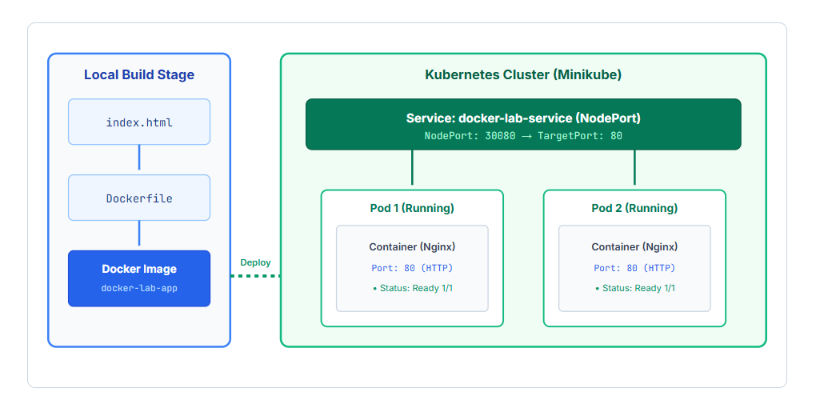 Local Build Stage
index.html
Dockerfile
Docker Image
docker-lab-app
Deploy
Kubernetes Cluster (Minikube)
Service: docker-lab-service (NodePort)
NodePort: 30080 → TargetPort: 80
Pod 1 (Running)
Container (Nginx)
Port: 80 (HTTP)
• Status: Ready 1/1
Pod 2 (Running)
Container (Nginx)
Port: 80 (HTTP)
• Status: Ready 1/1